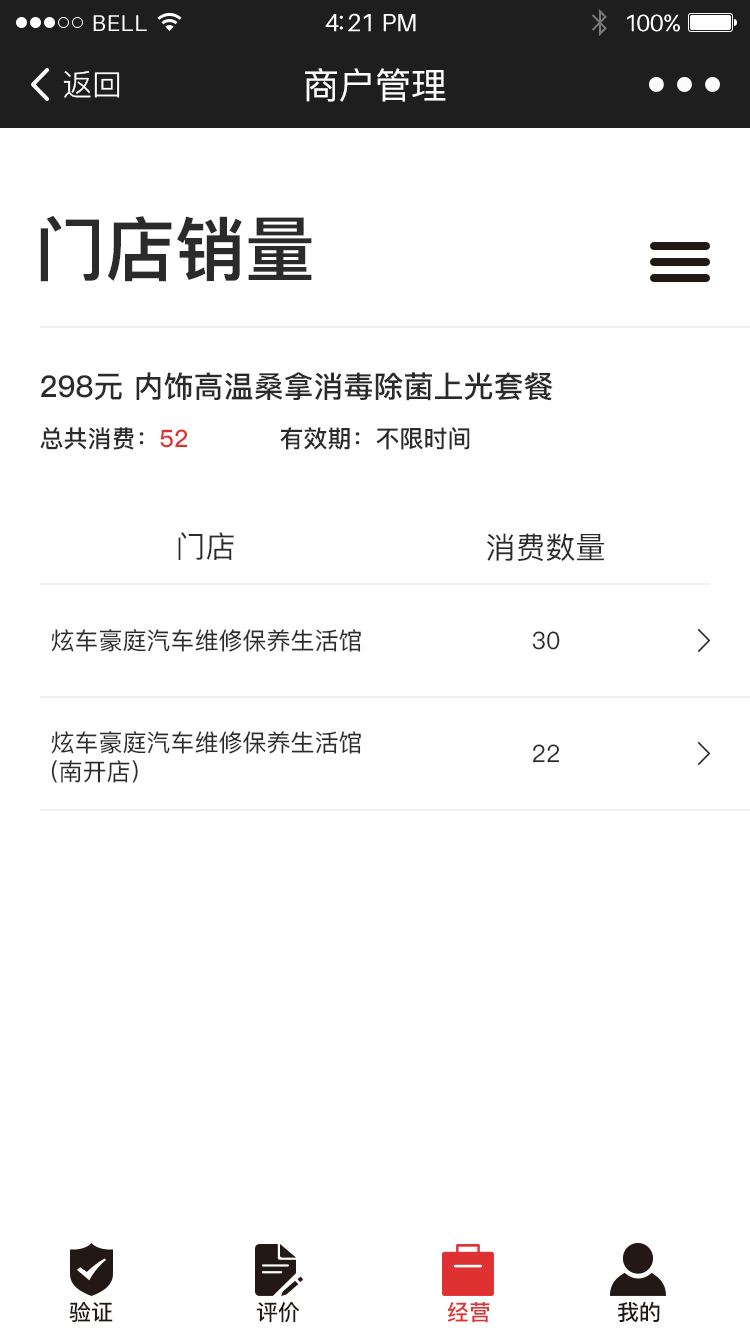 BELL 4:21 PM 100%
返回 商户管理
门店销量
298元 内饰高温桑拿消毒除菌上光套餐
总共消费：52 有效期：不限时间
门店 消费数量
炫车豪庭汽车维修保养生活馆 30
炫车豪庭汽车维修保养生活馆
(南开店) 22
验证 评价 经营 我的